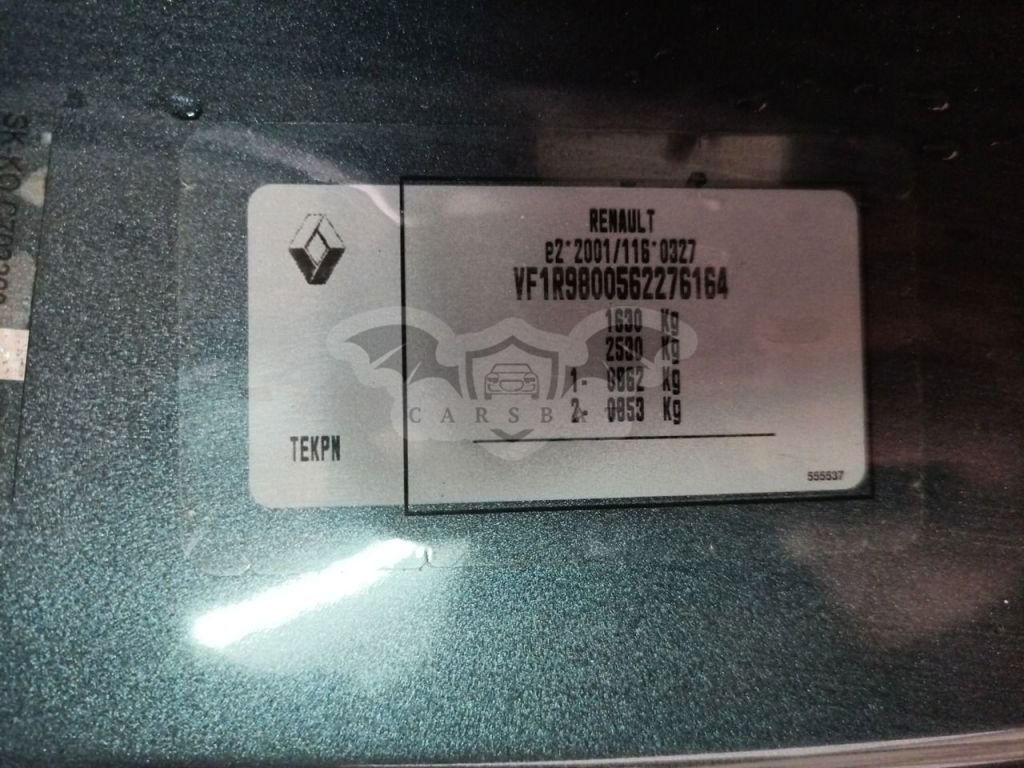 RENAULT
e2*2001/116*0327
VF1R9800562276164
1630 Kg
2530 Kg
1- 0862 Kg
2- 0853 Kg
TEKPN
555537